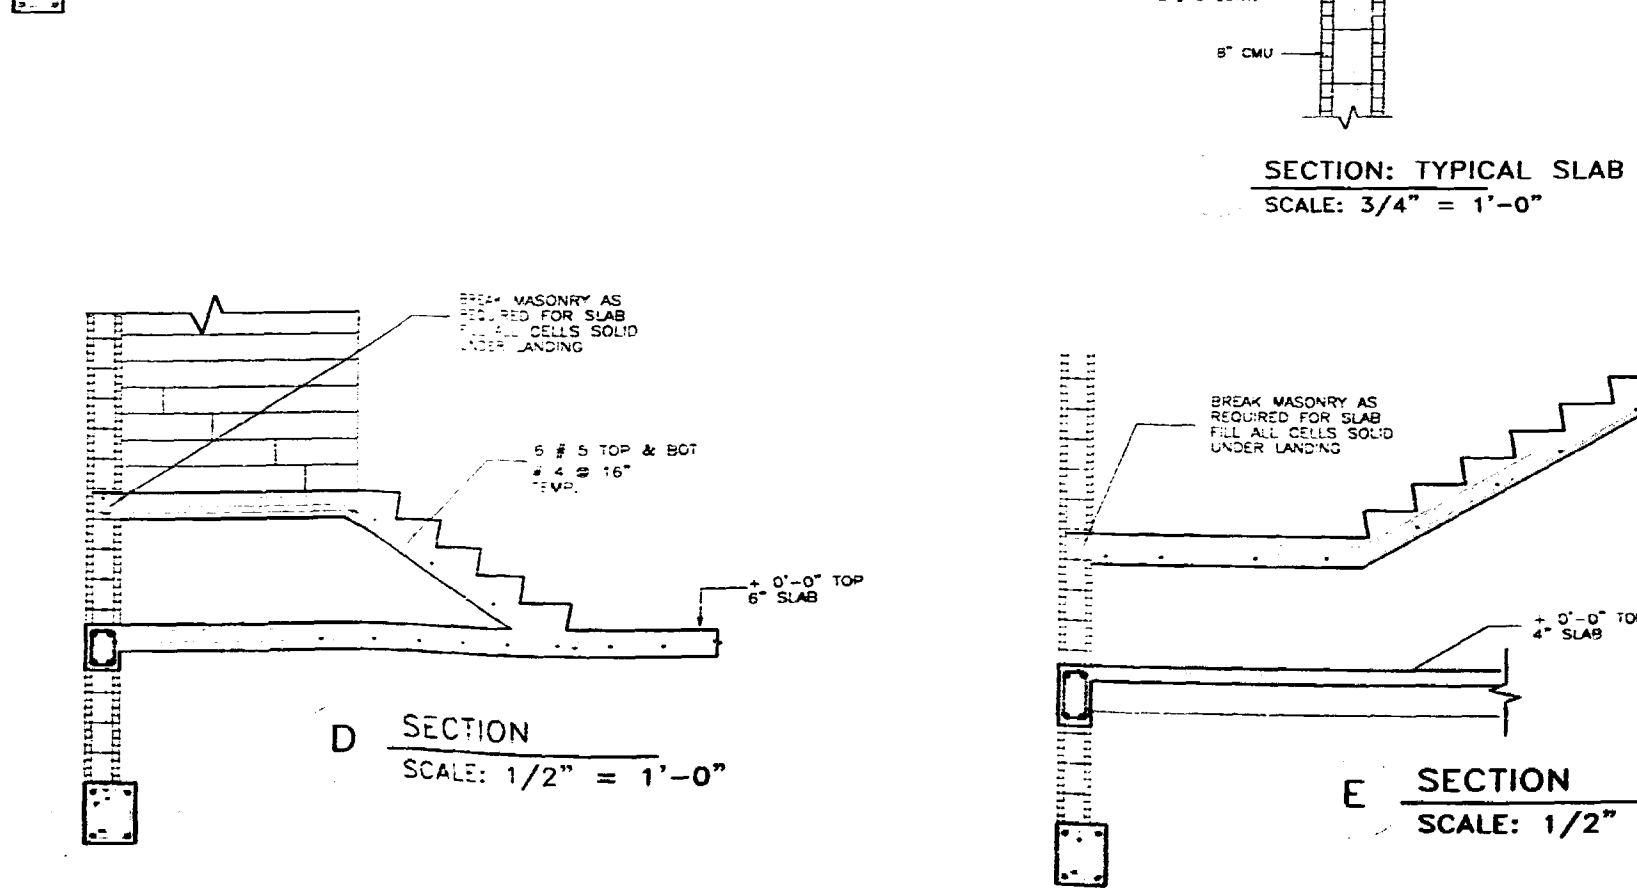 8" CMU
SECTION: TYPICAL SLAB
SCALE: 3/4" = 1'-0"
BREAK MASONRY AS
REQUIRED FOR SLAB
FILL ALL CELLS SOLID
UNDER LANDING
6 # 5 TOP & BOT
# 4 @ 16"
TEMP.
+ 0'-0" TOP
6" SLAB
D SECTION
SCALE: 1/2" = 1'-0"
BREAK MASONRY AS
REQUIRED FOR SLAB
FILL ALL CELLS SOLID
UNDER LANDING
+ 0'-0" TO
4" SLAB
E SECTION
SCALE: 1/2"